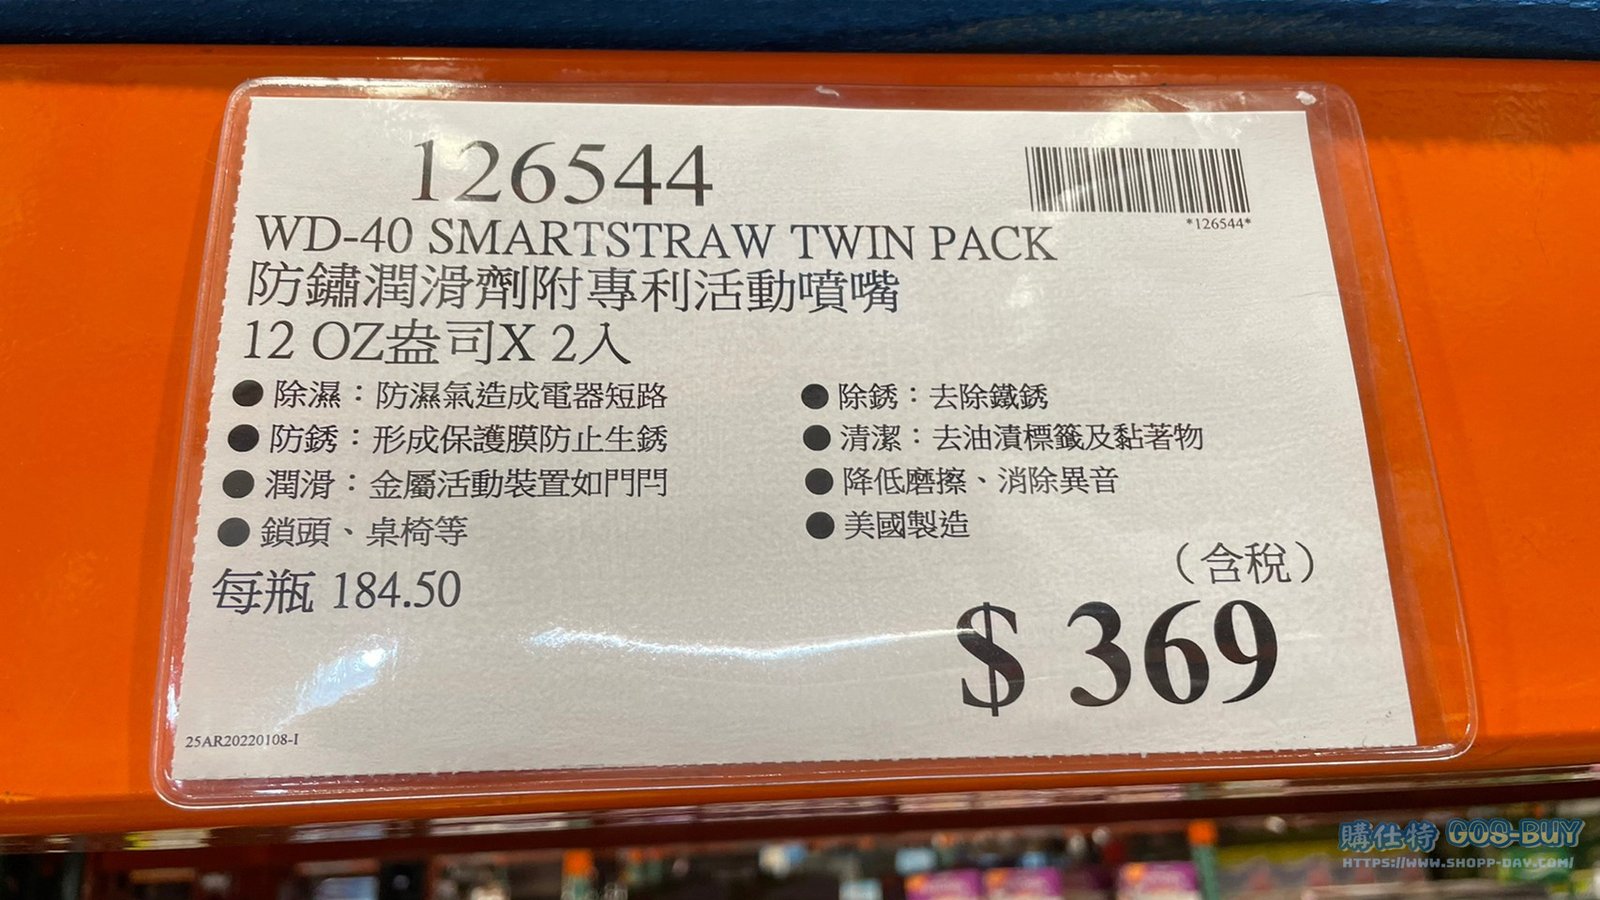 126544
*126544*
WD-40 SMARTSTRAW TWIN PACK
防鏽潤滑劑附專利活動噴嘴
12 OZ盎司X 2入
● 除濕：防濕氣造成電器短路
● 防銹：形成保護膜防止生銹
● 潤滑：金屬活動裝置如門閂
● 鎖頭、桌椅等
● 除銹：去除鐵銹
● 清潔：去油漬標籤及黏著物
● 降低磨擦、消除異音
● 美國製造
每瓶 184.50
（含稅）
$ 369
25AR20220108-I
購仕特 GOS-BUY
HTTPS://WWW.SHOPP-DAY.COM/